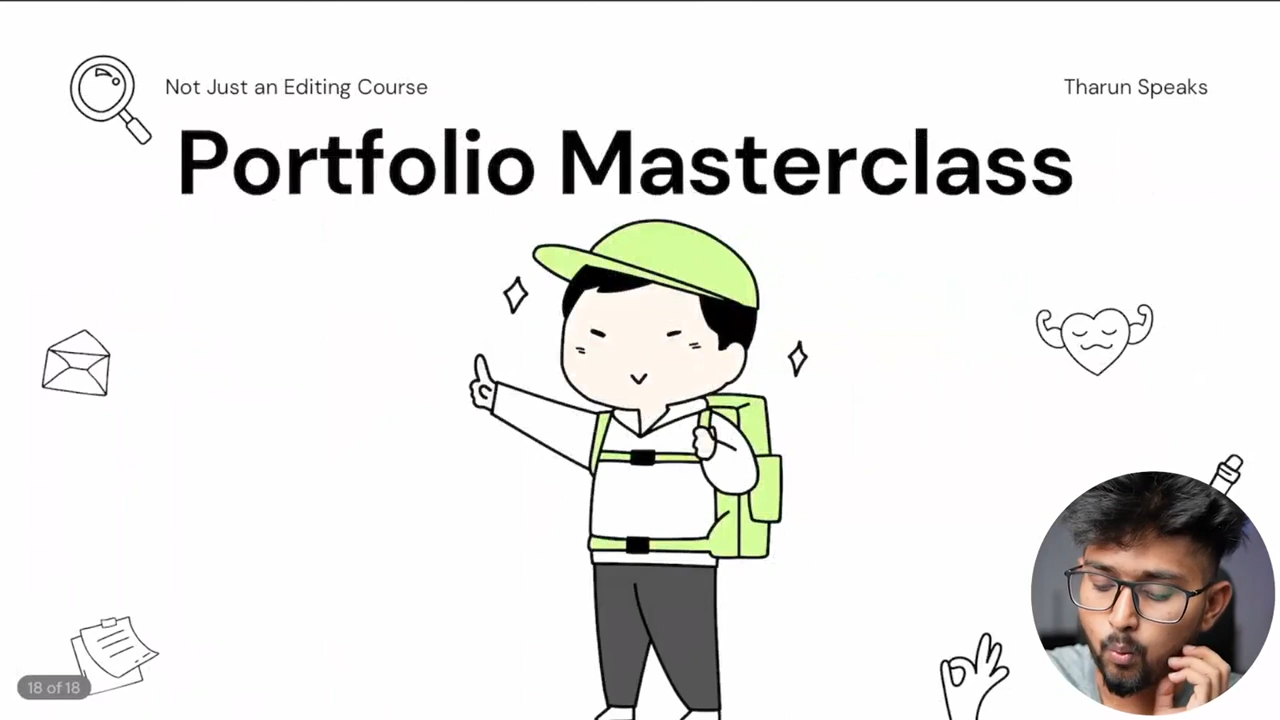 Not Just an Editing Course
Tharun Speaks
Portfolio Masterclass
18 of 18